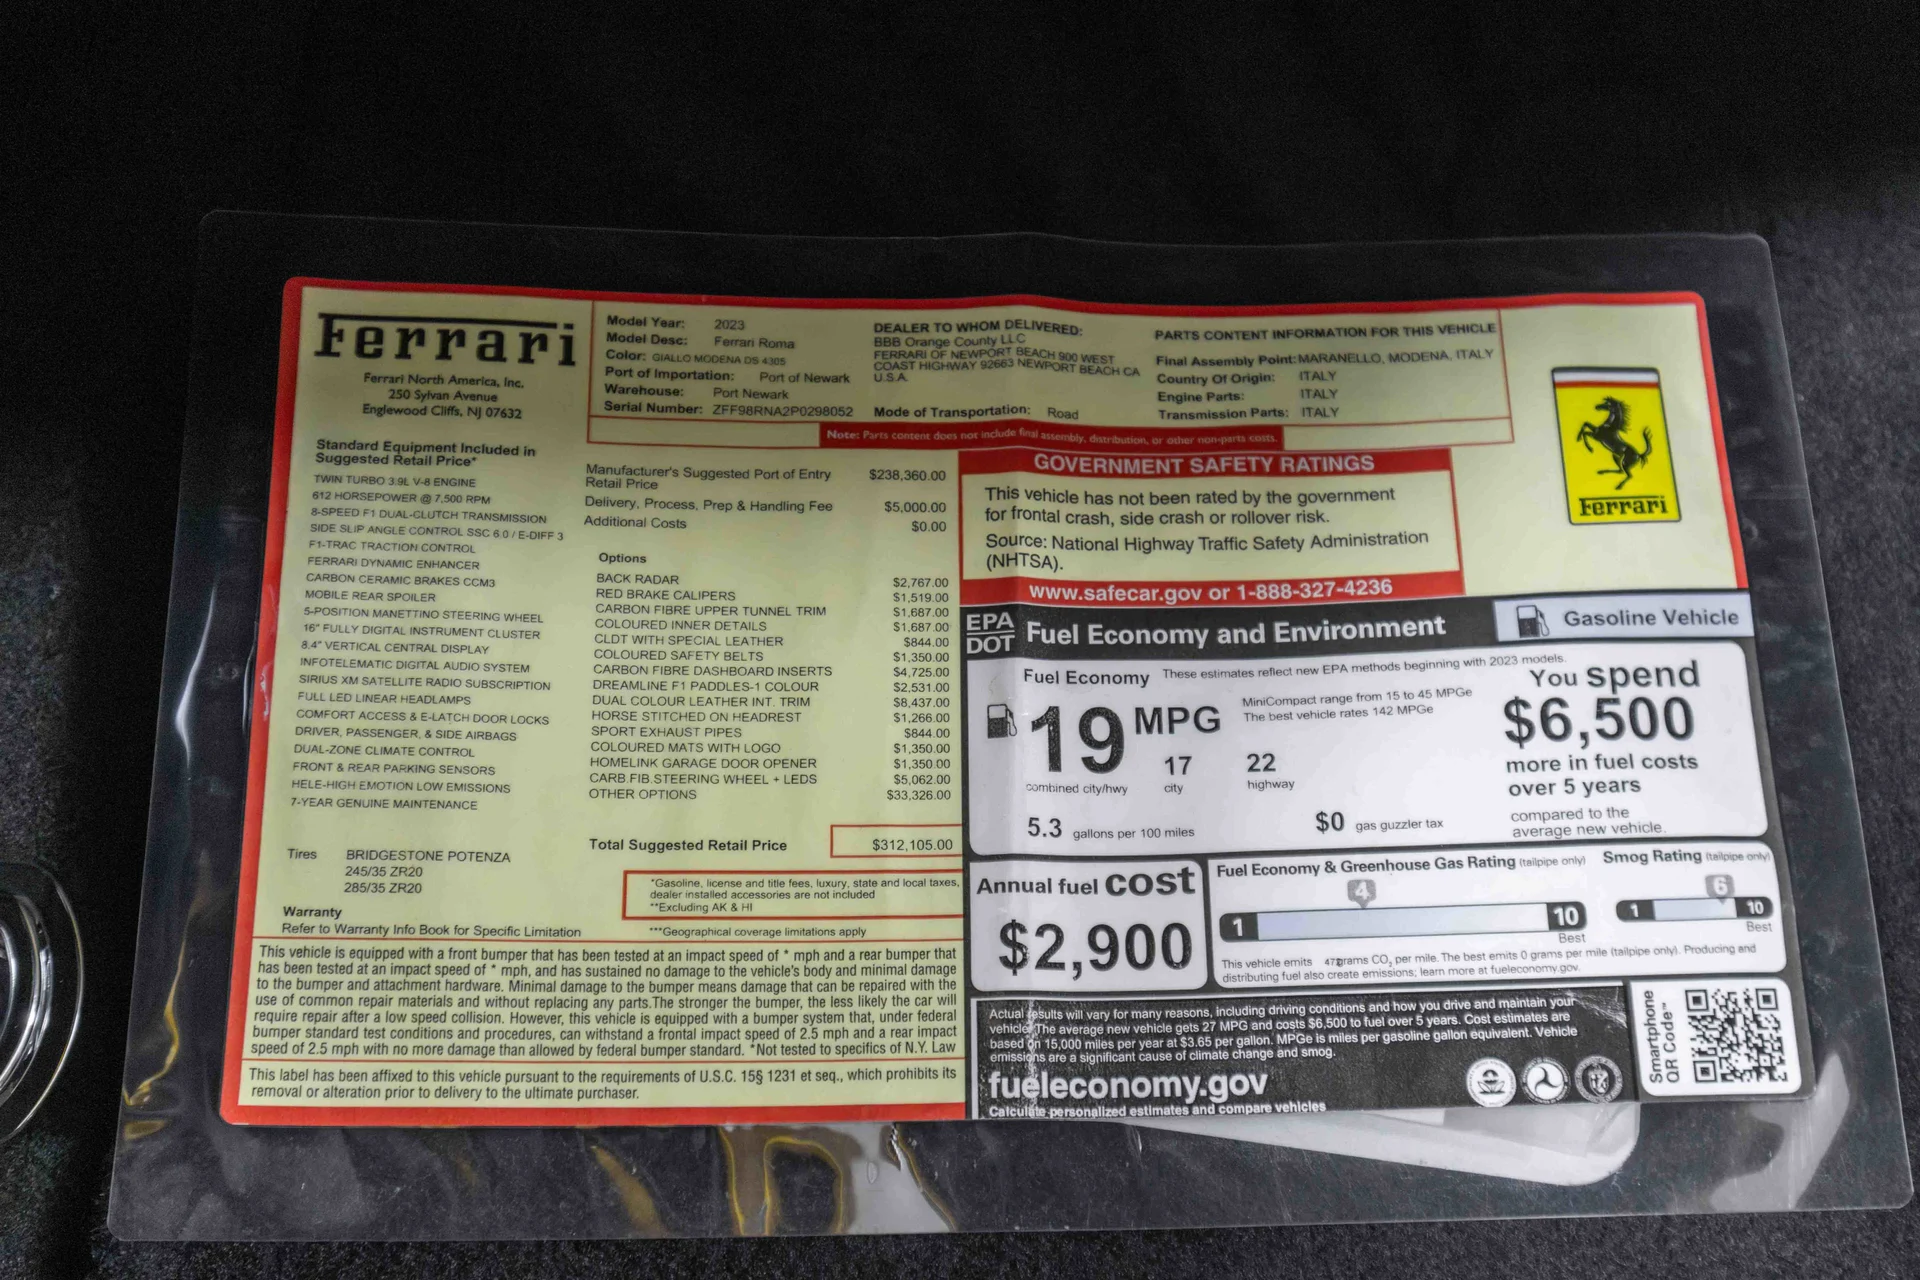 Ferrari
Ferrari North America, Inc.
250 Sylvan Avenue
Englewood Cliffs, NJ 07632
Model Year: 2023
Model Desc: Ferrari Roma
Color: GIALLO MODENA DS 4305
Port of Importation: Port of Newark
Warehouse: Port Newark
Serial Number: ZFF98RNA2P0298052
DEALER TO WHOM DELIVERED:
BBB Orange County LLC
FERRARI OF NEWPORT BEACH 900 WEST
COAST HIGHWAY 92663 NEWPORT BEACH CA
U.S.A.
Mode of Transportation: Road
PARTS CONTENT INFORMATION FOR THIS VEHICLE
Final Assembly Point: MARANELLO, MODENA, ITALY
Country Of Origin: ITALY
Engine Parts: ITALY
Transmission Parts: ITALY
Note: Parts content does not include final assembly, distribution, or other non-parts costs.
Ferrari
Standard Equipment Included in
Suggested Retail Price*
TWIN TURBO 3.9L V-8 ENGINE
612 HORSEPOWER @ 7,500 RPM
8-SPEED F1 DUAL-CLUTCH TRANSMISSION
SIDE SLIP ANGLE CONTROL SSC 6.0 / E-DIFF 3
F1-TRAC TRACTION CONTROL
FERRARI DYNAMIC ENHANCER
CARBON CERAMIC BRAKES CCM3
MOBILE REAR SPOILER
5-POSITION MANETTINO STEERING WHEEL
16" FULLY DIGITAL INSTRUMENT CLUSTER
8.4" VERTICAL CENTRAL DISPLAY
INFOTELEMATIC DIGITAL AUDIO SYSTEM
SIRIUS XM SATELLITE RADIO SUBSCRIPTION
FULL LED LINEAR HEADLAMPS
COMFORT ACCESS & E-LATCH DOOR LOCKS
DRIVER, PASSENGER, & SIDE AIRBAGS
DUAL-ZONE CLIMATE CONTROL
FRONT & REAR PARKING SENSORS
HELE-HIGH EMOTION LOW EMISSIONS
7-YEAR GENUINE MAINTENANCE
Tires BRIDGESTONE POTENZA
245/35 ZR20
285/35 ZR20
Warranty
Refer to Warranty Info Book for Specific Limitation
Manufacturer's Suggested Port of Entry
Retail Price $238,360.00
Delivery, Process, Prep & Handling Fee $5,000.00
Additional Costs $0.00
Options
BACK RADAR $2,767.00
RED BRAKE CALIPERS $1,519.00
CARBON FIBRE UPPER TUNNEL TRIM $1,687.00
COLOURED INNER DETAILS $1,687.00
CLDT WITH SPECIAL LEATHER $844.00
COLOURED SAFETY BELTS $1,350.00
CARBON FIBRE DASHBOARD INSERTS $4,725.00
DREAMLINE F1 PADDLES-1 COLOUR $2,531.00
DUAL COLOUR LEATHER INT. TRIM $8,437.00
HORSE STITCHED ON HEADREST $1,266.00
SPORT EXHAUST PIPES $844.00
COLOURED MATS WITH LOGO $1,350.00
HOMELINK GARAGE DOOR OPENER $1,350.00
CARB.FIB.STEERING WHEEL + LEDS $5,062.00
OTHER OPTIONS $33,326.00
Total Suggested Retail Price $312,105.00
*Gasoline, license and title fees, luxury, state and local taxes,
dealer installed accessories are not included
**Excluding AK & HI
***Geographical coverage limitations apply
This vehicle is equipped with a front bumper that has been tested at an impact speed of * mph and a rear bumper that
has been tested at an impact speed of * mph, and has sustained no damage to the vehicle's body and minimal damage
to the bumper and attachment hardware. Minimal damage to the bumper means damage that can be repaired with the
use of common repair materials and without replacing any parts.The stronger the bumper, the less likely the car will
require repair after a low speed collision. However, this vehicle is equipped with a bumper system that, under federal
bumper standard test conditions and procedures, can withstand a frontal impact speed of 2.5 mph and a rear impact
speed of 2.5 mph with no more damage than allowed by federal bumper standard. *Not tested to specifics of N.Y. Law
This label has been affixed to this vehicle pursuant to the requirements of U.S.C. 15§ 1231 et seq., which prohibits its
removal or alteration prior to delivery to the ultimate purchaser.
GOVERNMENT SAFETY RATINGS
This vehicle has not been rated by the government
for frontal crash, side crash or rollover risk.
Source: National Highway Traffic Safety Administration
(NHTSA).
www.safecar.gov or 1-888-327-4236
EPA
DOT
Fuel Economy and Environment
Gasoline Vehicle
Fuel Economy These estimates reflect new EPA methods beginning with 2023 models.
19 MPG
combined city/hwy
17
city
22
highway
MiniCompact range from 15 to 45 MPGe
The best vehicle rates 142 MPGe
5.3 gallons per 100 miles
$0 gas guzzler tax
You spend
$6,500
more in fuel costs
over 5 years
compared to the
average new vehicle.
Annual fuel cost
$2,900
Fuel Economy & Greenhouse Gas Rating (tailpipe only)
4
1 10
Best
Smog Rating (tailpipe only)
6
1 10
Best
This vehicle emits grams CO2 per mile. The best emits 0 grams per mile (tailpipe only). Producing and
distributing fuel also create emissions; learn more at fueleconomy.gov.
Actual results will vary for many reasons, including driving conditions and how you drive and maintain your
vehicle. The average new vehicle gets 27 MPG and costs $6,500 to fuel over 5 years. Cost estimates are
based on 15,000 miles per year at $3.65 per gallon. MPGe is miles per gasoline gallon equivalent. Vehicle
emissions are a significant cause of climate change and smog.
fueleconomy.gov
Calculate personalized estimates and compare vehicles
Smartphone
QR Code™